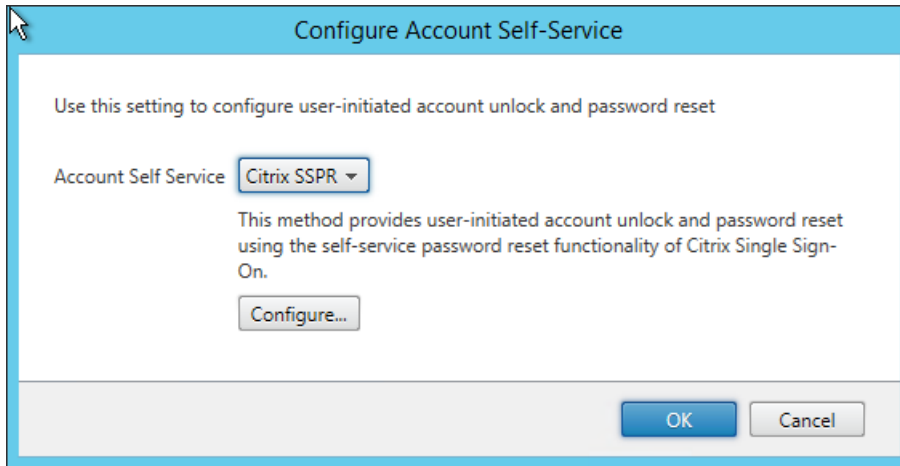 Configure Account Self-Service
Use this setting to configure user-initiated account unlock and password reset
Account Self Service Citrix SSPR
This method provides user-initiated account unlock and password reset
using the self-service password reset functionality of Citrix Single Sign-
On.
Configure...
OK Cancel